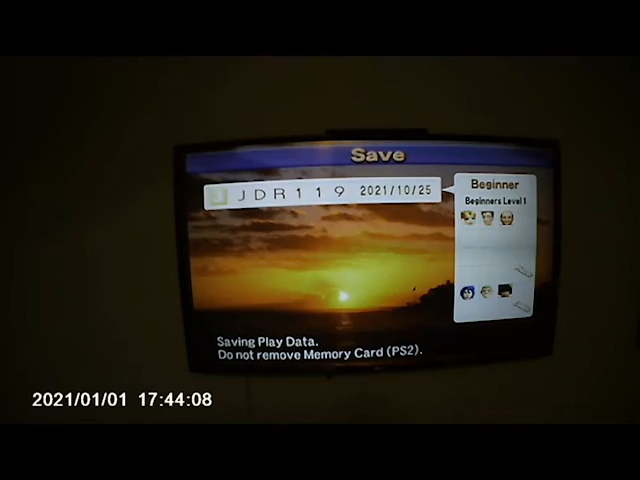 Save
JDR119 2021/10/25
Beginner
Beginners Level 1
Saving Play Data.
Do not remove Memory Card (PS2).
2021/01/01 17:44:08